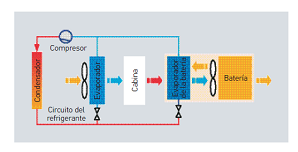 Compresor
Condensador
Evaporador
Cabina
Evaporador
de la batería
Batería
Circuito del
refrigerante